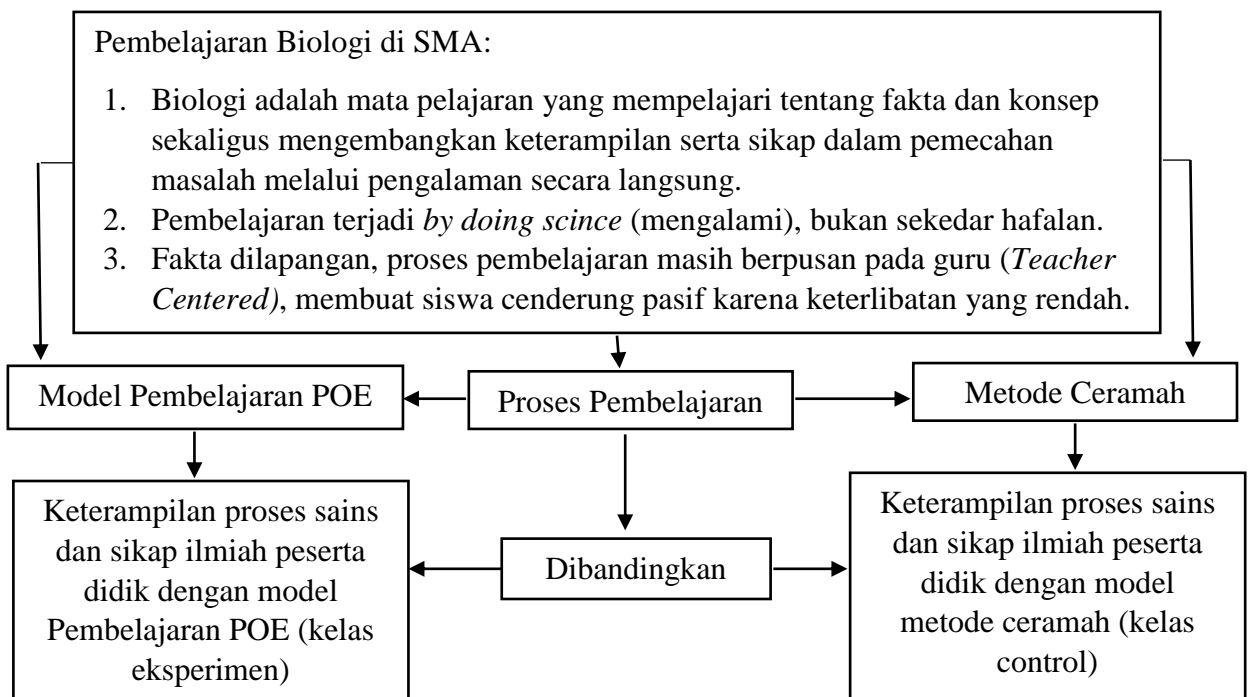 Pembelajaran Biologi di SMA:
1. Biologi adalah mata pelajaran yang mempelajari tentang fakta dan konsep
sekaligus mengembangkan keterampilan serta sikap dalam pemecahan
masalah melalui pengalaman secara langsung.
2. Pembelajaran terjadi by doing scince (mengalami), bukan sekedar hafalan.
3. Fakta dilapangan, proses pembelajaran masih berpusan pada guru (Teacher
Centered), membuat siswa cenderung pasif karena keterlibatan yang rendah.
Model Pembelajaran POE
Proses Pembelajaran
Metode Ceramah
Keterampilan proses sains
dan sikap ilmiah peserta
didik dengan model
Pembelajaran POE (kelas
eksperimen)
Dibandingkan
Keterampilan proses sains
dan sikap ilmiah peserta
didik dengan model
metode ceramah (kelas
control)